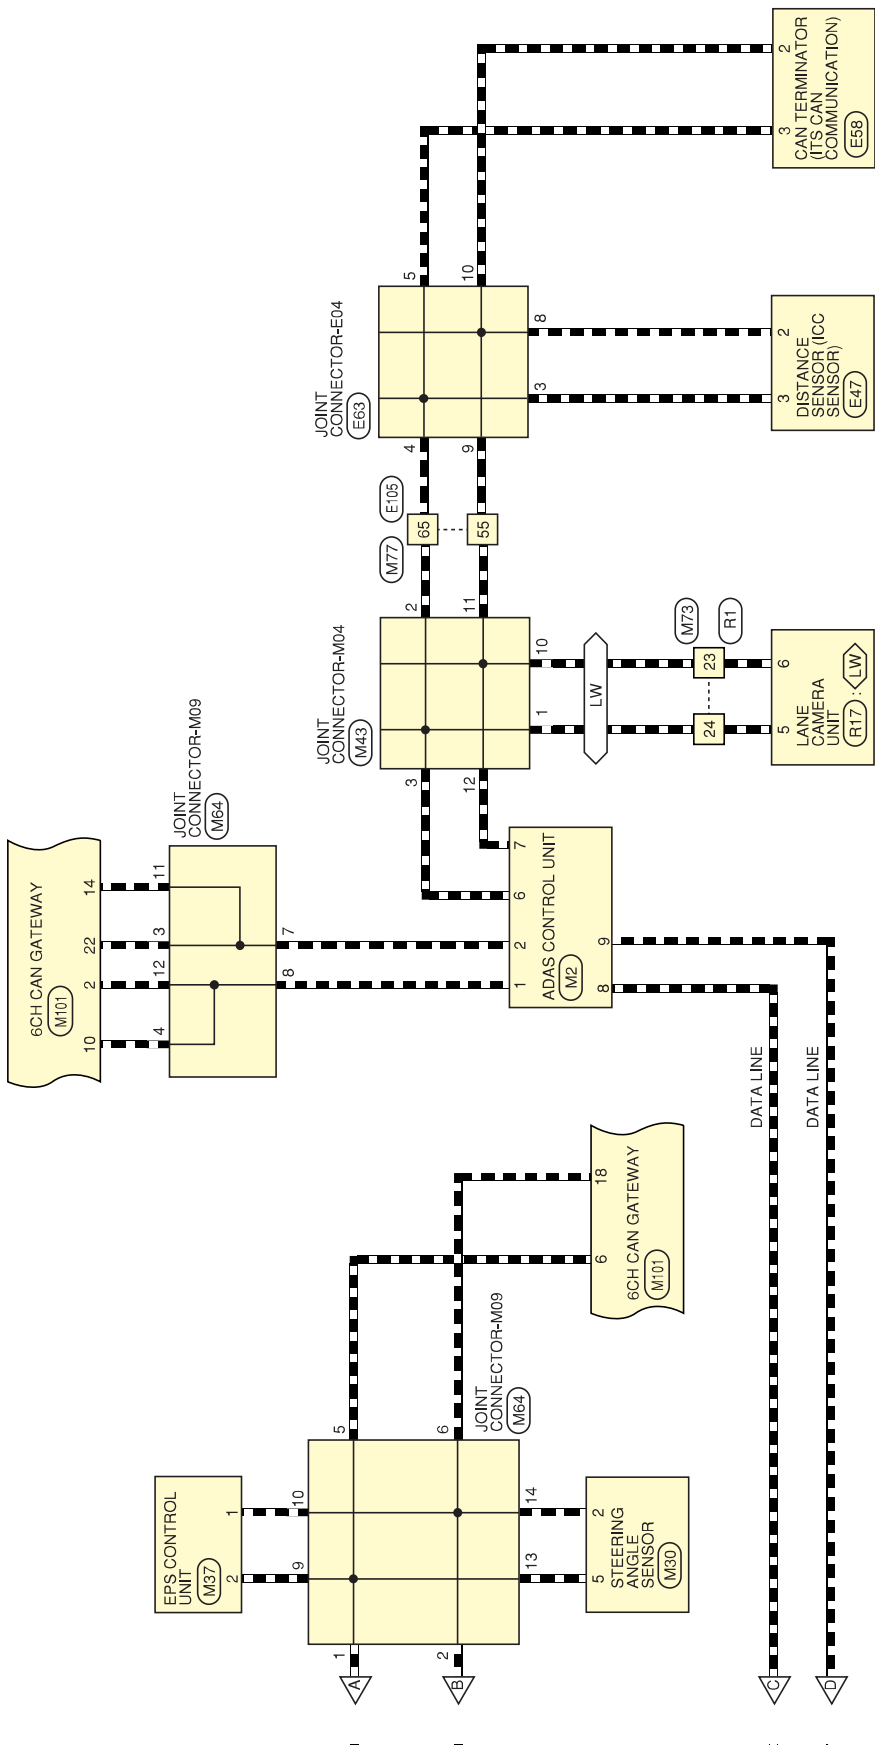 2
3
CAN TERMINATOR
(ITS CAN
COMMUNICATION)
E58
5
10
JOINT
CONNECTOR-E04
E63
8
3
4
9
2
3
DISTANCE
SENSOR (ICC
SENSOR)
E47
E105
M77
65
55
2
11
JOINT
CONNECTOR-M04
M43
10
1
3
12
LW
M73
R1
23
24
6
5
LANE
CAMERA
UNIT
R17 : LW
6CH CAN GATEWAY
M101
14
22
2
10
11
3
12
4
JOINT
CONNECTOR-M09
M64
7
8
7
6
2
1
ADAS CONTROL UNIT
M2
9
8
DATA LINE
DATA LINE
18
6
6CH CAN GATEWAY
M101
JOINT
CONNECTOR-M09
M64
5
6
EPS CONTROL
UNIT
M37
1
2
10
9
14
13
2
5
STEERING
ANGLE
SENSOR
M30
1
2
A
B
C
D